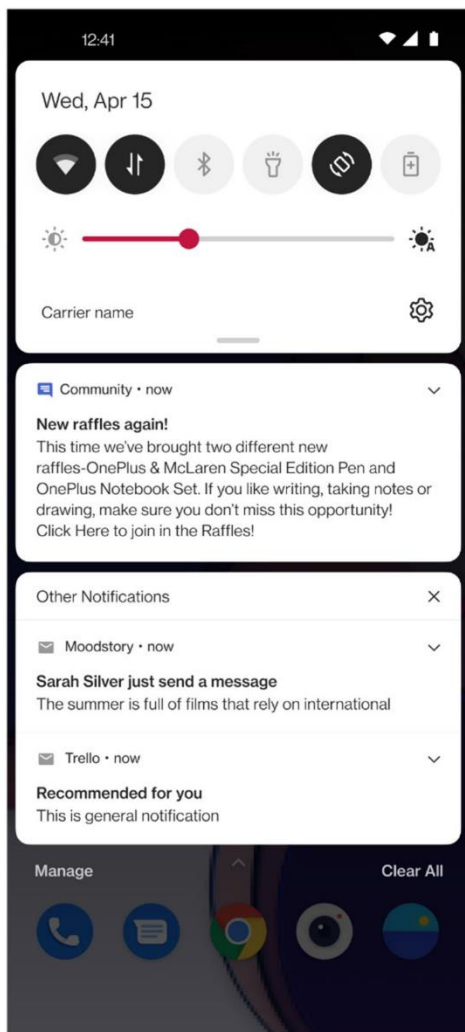 12:41
Wed, Apr 15
A
Carrier name
Community • now
New raffles again!
This time we've brought two different new
raffles-OnePlus & McLaren Special Edition Pen and
OnePlus Notebook Set. If you like writing, taking notes or
drawing, make sure you don't miss this opportunity!
Click Here to join in the Raffles!
Other Notifications
Moodstory • now
Sarah Silver just send a message
The summer is full of films that rely on international
Trello • now
Recommended for you
This is general notification
Manage
Clear All